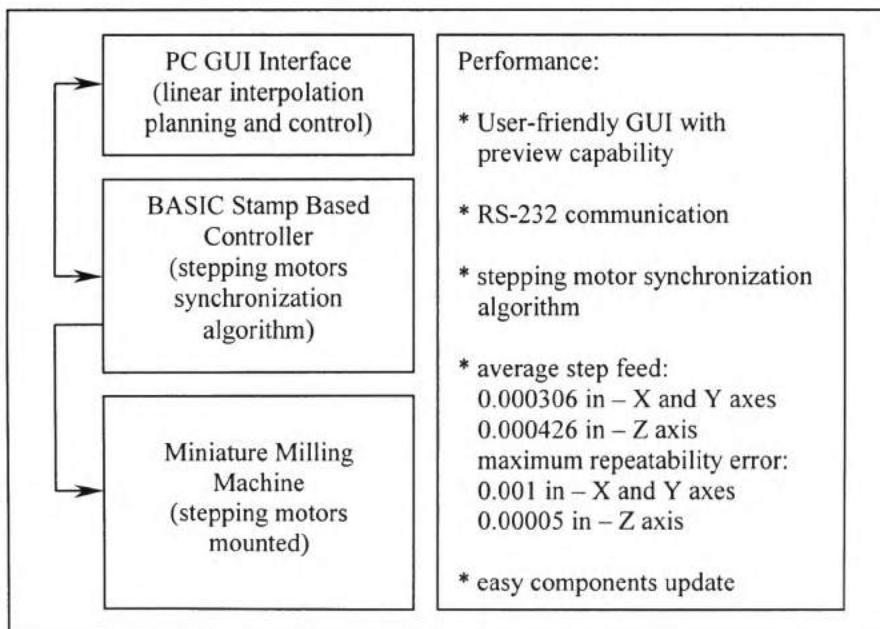 PC GUI Interface
(linear interpolation
planning and control)
BASIC Stamp Based
Controller
(stepping motors
synchronization
algorithm)
Miniature Milling
Machine
(stepping motors
mounted)
Performance:
* User-friendly GUI with
preview capability
* RS-232 communication
* stepping motor synchronization
algorithm
* average step feed:
0.000306 in – X and Y axes
0.000426 in – Z axis
maximum repeatability error:
0.001 in – X and Y axes
0.00005 in – Z axis
* easy components update